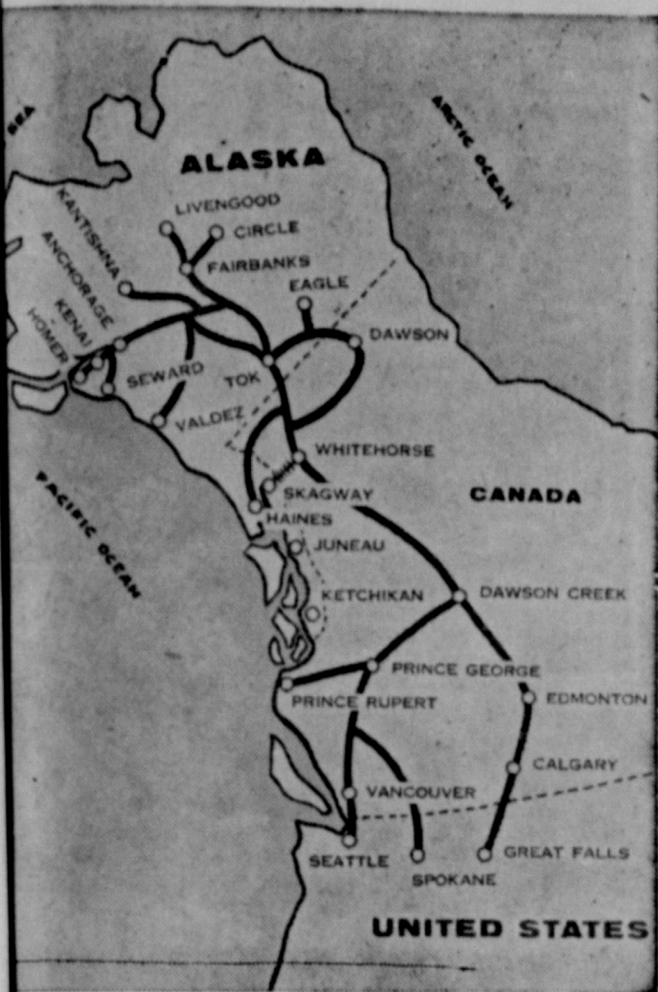 SEA
ARCTIC OCEAN
ALASKA
LIVENGOOD
CIRCLE
KANTISHNA
FAIRBANKS
ANCHORAGE
EAGLE
KENAI
DAWSON
HOMER
SEWARD
TOK
VALDEZ
WHITEHORSE
SKAGWAY
CANADA
HAINES
PACIFIC OCEAN
JUNEAU
KETCHIKAN
DAWSON CREEK
PRINCE GEORGE
PRINCE RUPERT
EDMONTON
CALGARY
VANCOUVER
SEATTLE
GREAT FALLS
SPOKANE
UNITED STATES